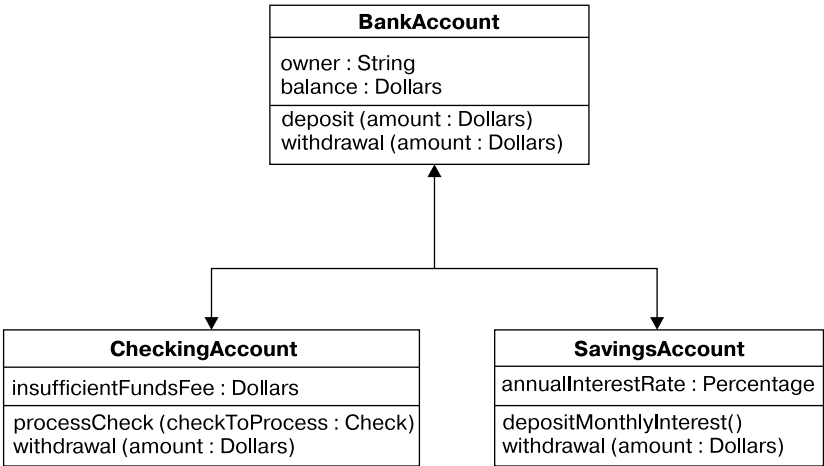 BankAccount
owner : String
balance : Dollars
deposit (amount : Dollars)
withdrawal (amount : Dollars)
CheckingAccount
insufficientFundsFee : Dollars
processCheck (checkToProcess : Check)
withdrawal (amount : Dollars)
SavingsAccount
annualInterestRate : Percentage
depositMonthlyInterest()
withdrawal (amount : Dollars)